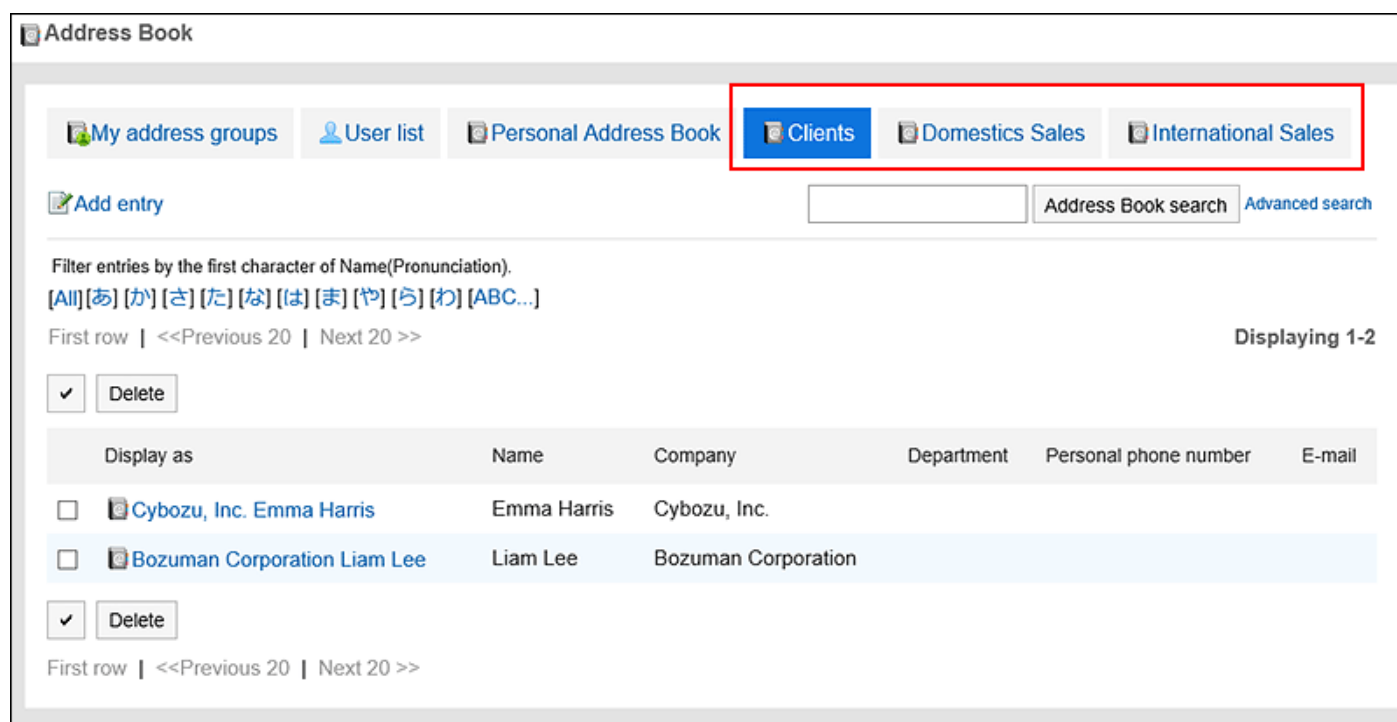 Address Book
My address groups User list Personal Address Book Clients Domestics Sales International Sales
Add entry Address Book search Advanced search
Filter entries by the first character of Name(Pronunciation).
[All][あ] [か] [さ] [た] [な] [は] [ま] [や] [ら] [わ] [ABC...]
First row | <<Previous 20 | Next 20 >> Displaying 1-2
Delete
Display as Name Company Department Personal phone number E-mail
Cybozu, Inc. Emma Harris Emma Harris Cybozu, Inc.
Bozuman Corporation Liam Lee Liam Lee Bozuman Corporation
Delete
First row | <<Previous 20 | Next 20 >>